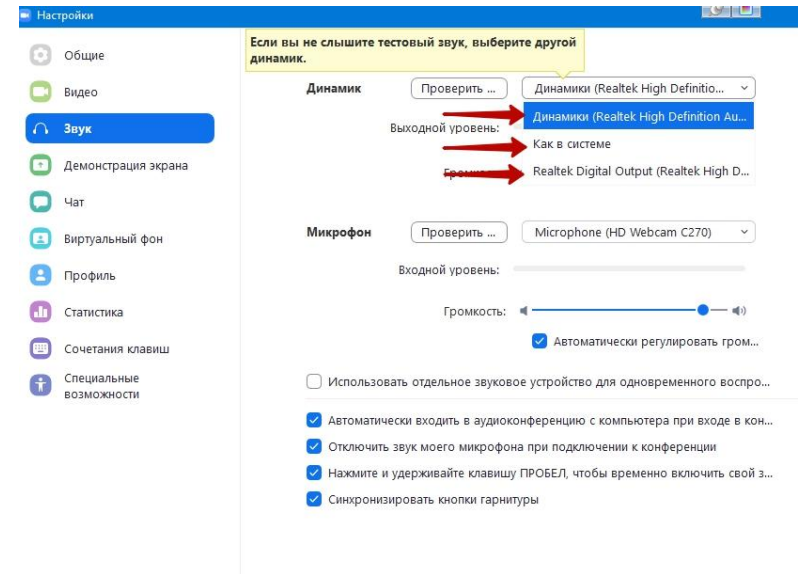 Настройки
Общие
Видео
Звук
Демонстрация экрана
Чат
Виртуальный фон
Профиль
Статистика
Сочетания клавиш
Специальные
возможности
Если вы не слышите тестовый звук, выберите другой
динамик.
Динамик Проверить ... Динамики (Realtek High Definitio...
Динамики (Realtek High Definition Au...
Выходной уровень:
Как в системе
Realtek Digital Output (Realtek High D...
Микрофон Проверить ... Microphone (HD Webcam C270)
Входной уровень:
Громкость:
Автоматически регулировать гром...
Использовать отдельное звуковое устройство для одновременного воспро...
Автоматически входить в аудиоконференцию с компьютера при входе в кон...
Отключить звук моего микрофона при подключении к конференции
Нажмите и удерживайте клавишу ПРОБЕЛ, чтобы временно включить свой з...
Синхронизировать кнопки гарнитуры